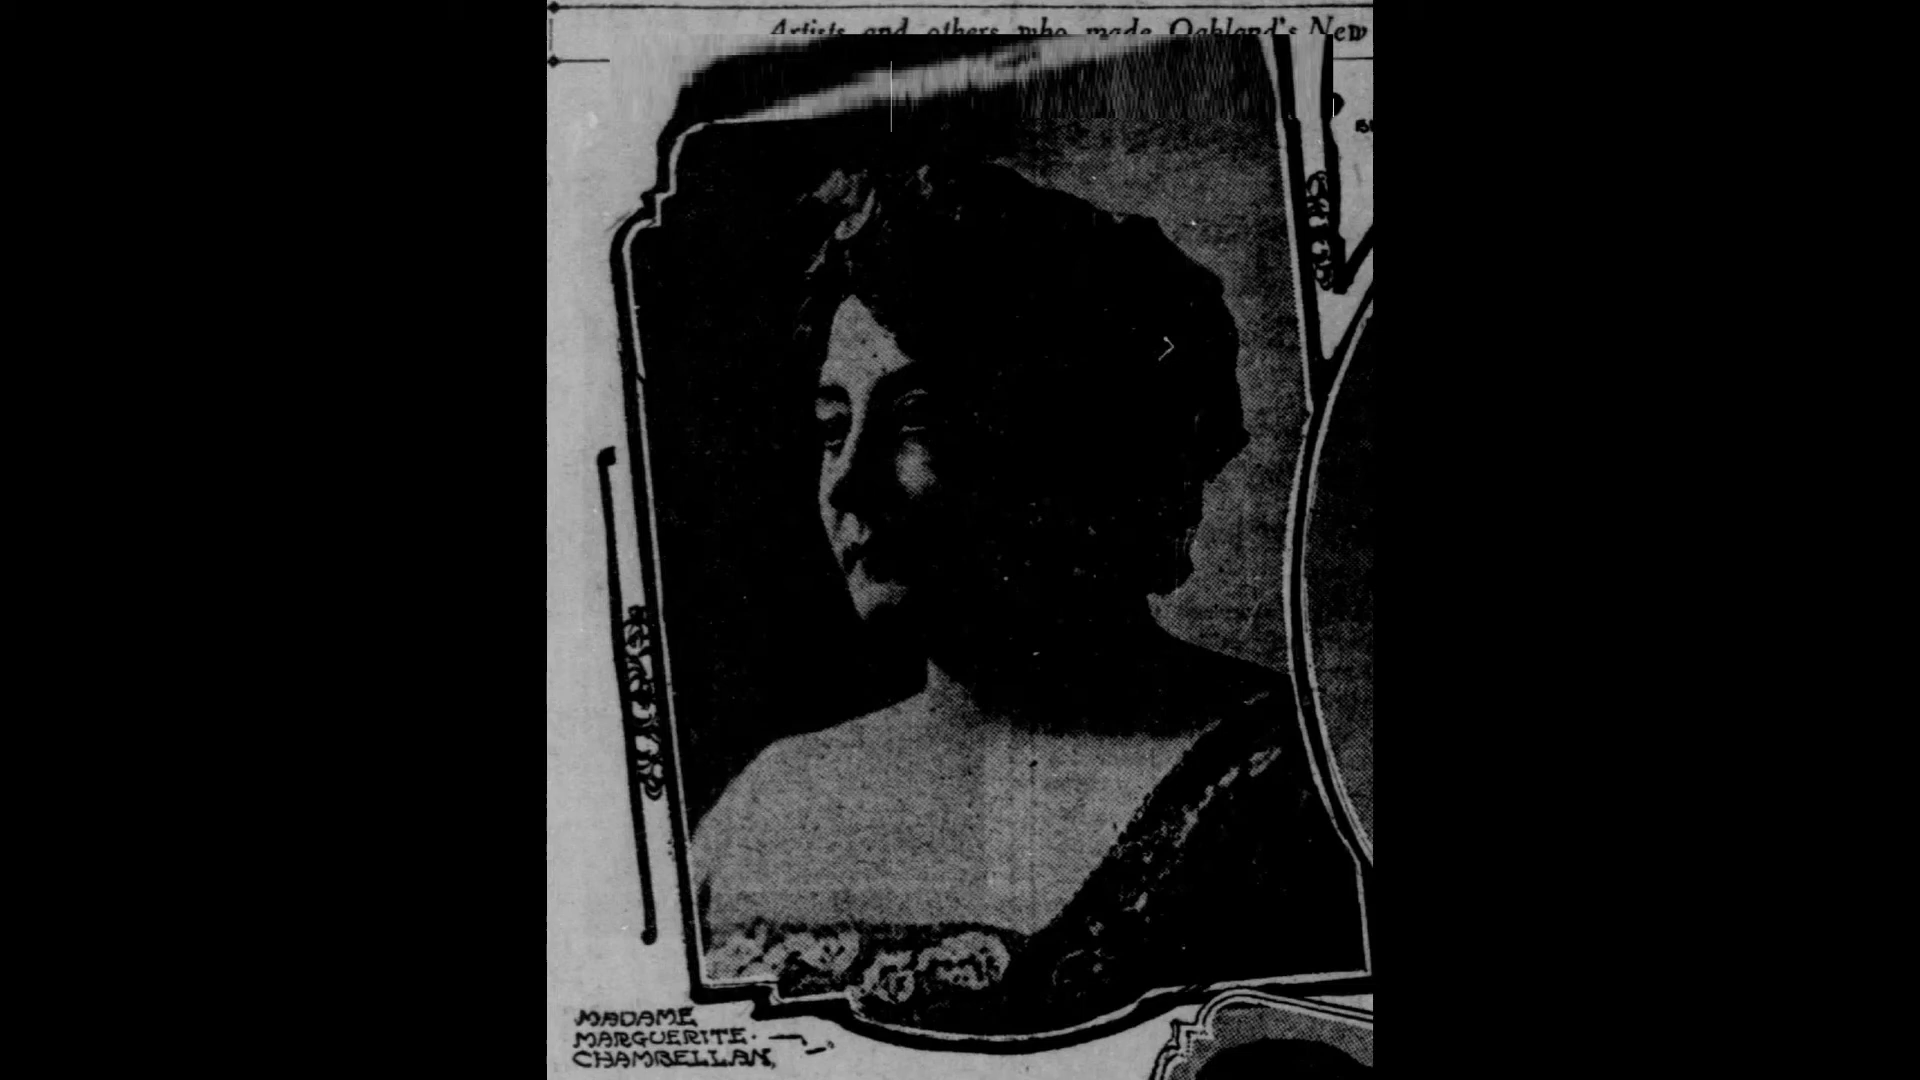 Artists and others who made Oakland's New
MADAME
MARGUERITE
CHAMBELLAN,